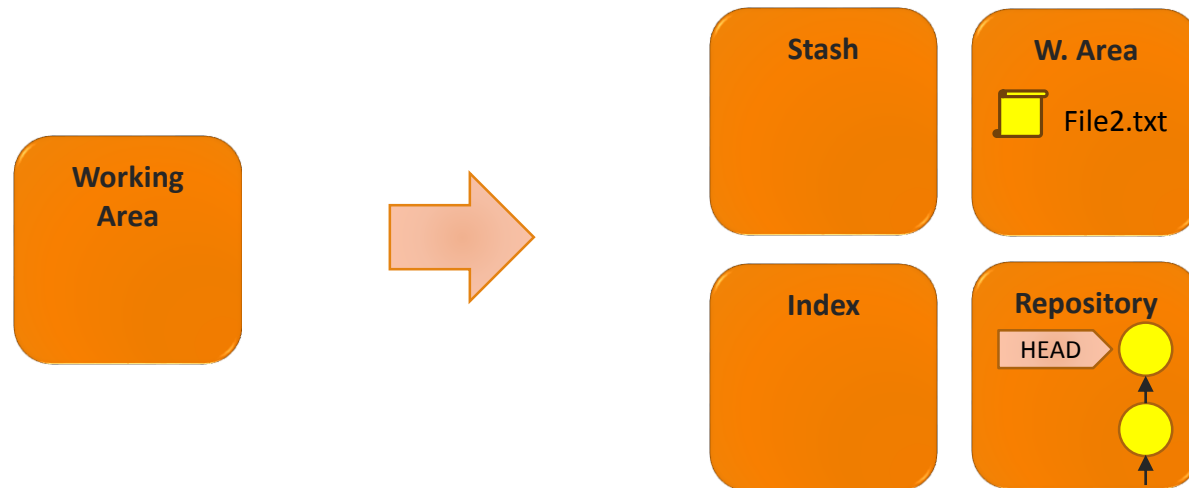 Working
Area
Stash
W. Area
File2.txt
Index
Repository
HEAD